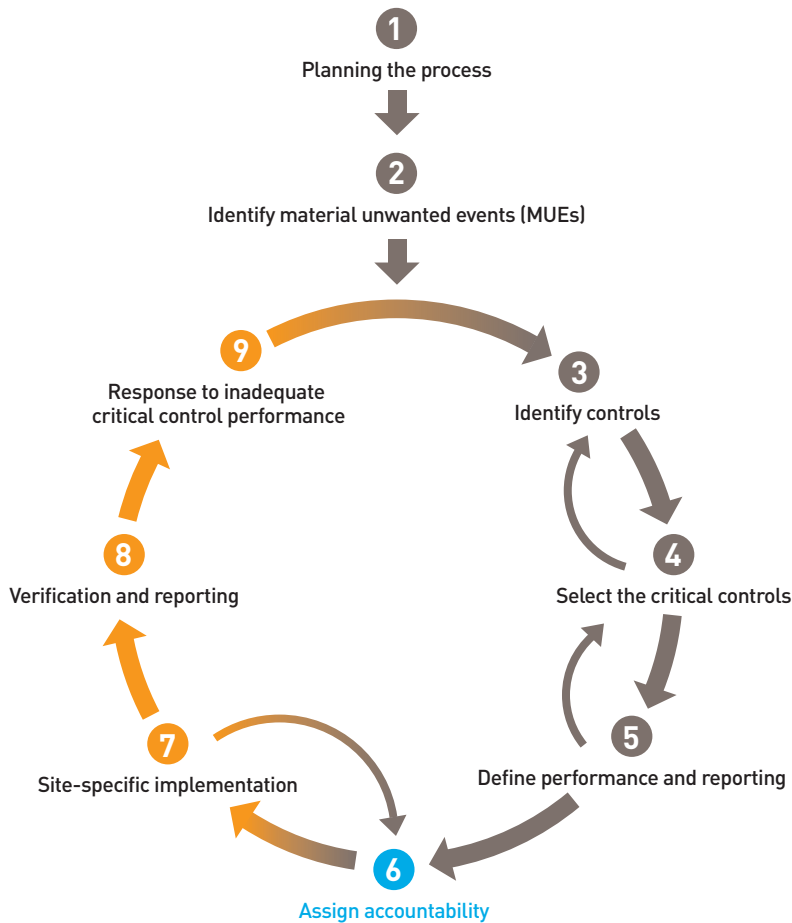 1
Planning the process
2
Identify material unwanted events (MUEs)
3
Identify controls
4
Select the critical controls
5
Define performance and reporting
6
Assign accountability
7
Site-specific implementation
8
Verification and reporting
9
Response to inadequate
critical control performance